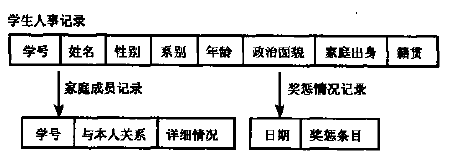 学生人事记录
学号 姓名 性别 系别 年龄 政治面貌 家庭出身 籍贯
家庭成员记录 奖惩情况记录
学号 与本人关系 详细情况 日期 奖惩条目